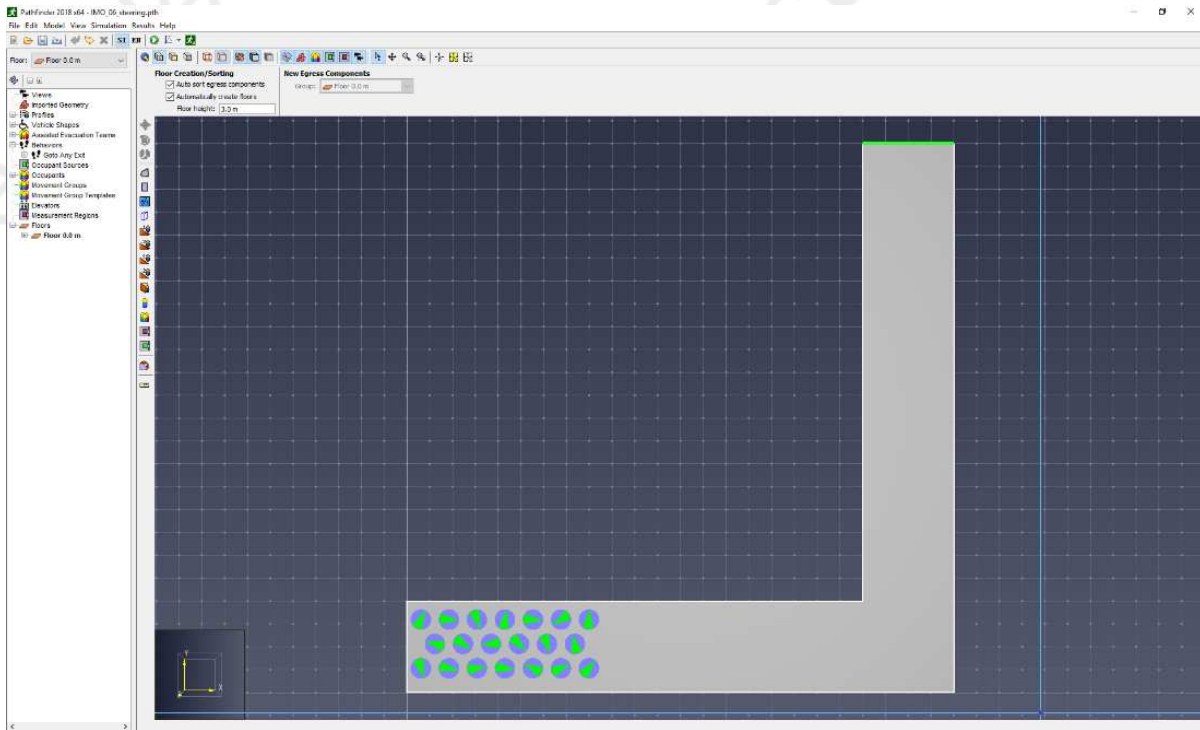 Pathfinder 2018 x64 - IMO_06_steering.pth
File Edit Model View Simulation Results Help
Floor: Floor 0.0 m
Floor Creation/Sorting
Auto sort egress components
Automatically create floors
Floor height: 3.0 m
New Egress Components
Group: Floor 0.0 m
Views
Imported Geometry
Profiles
Vehicle Shapes
Assisted Evacuation Teams
Behaviors
Goto Any Exit
Occupant Sources
Occupants
Movement Groups
Movement Group Templates
Elevators
Measurement Regions
Floors
Floor 0.0 m
Y
X